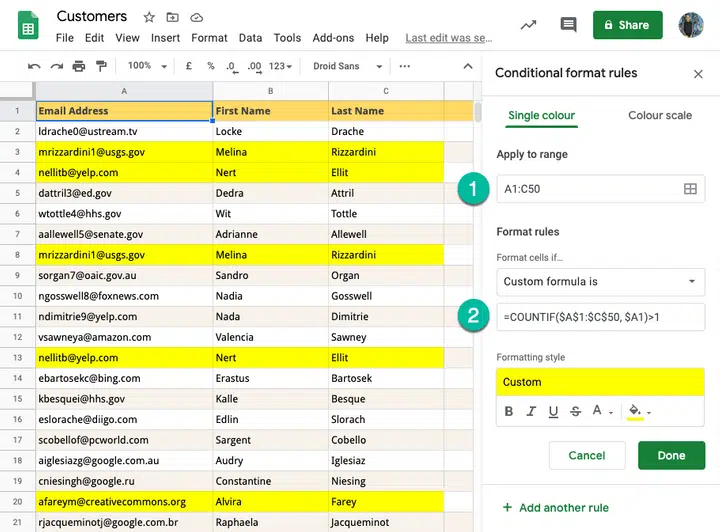 Customers
File Edit View Insert Format Data Tools Add-ons Help Last edit was se...
Share
100% £ % .0 .00 123 Droid Sans ...
Conditional format rules
Single colour Colour scale
Apply to range
1
A1:C50
Format rules
Format cells if...
Custom formula is
2
=COUNTIF($A$1:$C$50, $A1)>1
Formatting style
Custom
B I U S A
Cancel Done
+ Add another rule
A B C
1 Email Address First Name Last Name
2 ldrache0@ustream.tv Locke Drache
3 mrizzardini1@usgs.gov Melina Rizzardini
4 nellitb@yelp.com Nert Ellit
5 dattril3@ed.gov Dedra Attril
6 wtottle4@hhs.gov Wit Tottle
7 aallewell5@senate.gov Adrianne Allewell
8 mrizzardini1@usgs.gov Melina Rizzardini
9 sorgan7@oaic.gov.au Sandro Organ
10 ngosswell8@foxnews.com Nadia Gosswell
11 ndimitrie9@yelp.com Nada Dimitrie
12 vsawneya@amazon.com Valencia Sawney
13 nellitb@yelp.com Nert Ellit
14 ebartosekc@bing.com Erastus Bartosek
15 kbesquei@hhs.gov Kalle Besque
16 eslorache@diigo.com Edlin Slorach
17 scobellof@pcworld.com Sargent Cobello
18 aiglesiazg@google.com.au Audry Iglesiaz
19 cniesingh@google.ru Constantine Niesing
20 afareym@creativecommons.org Alvira Farey
21 rjacqueminotj@google.com.br Raphaela Jacqueminot